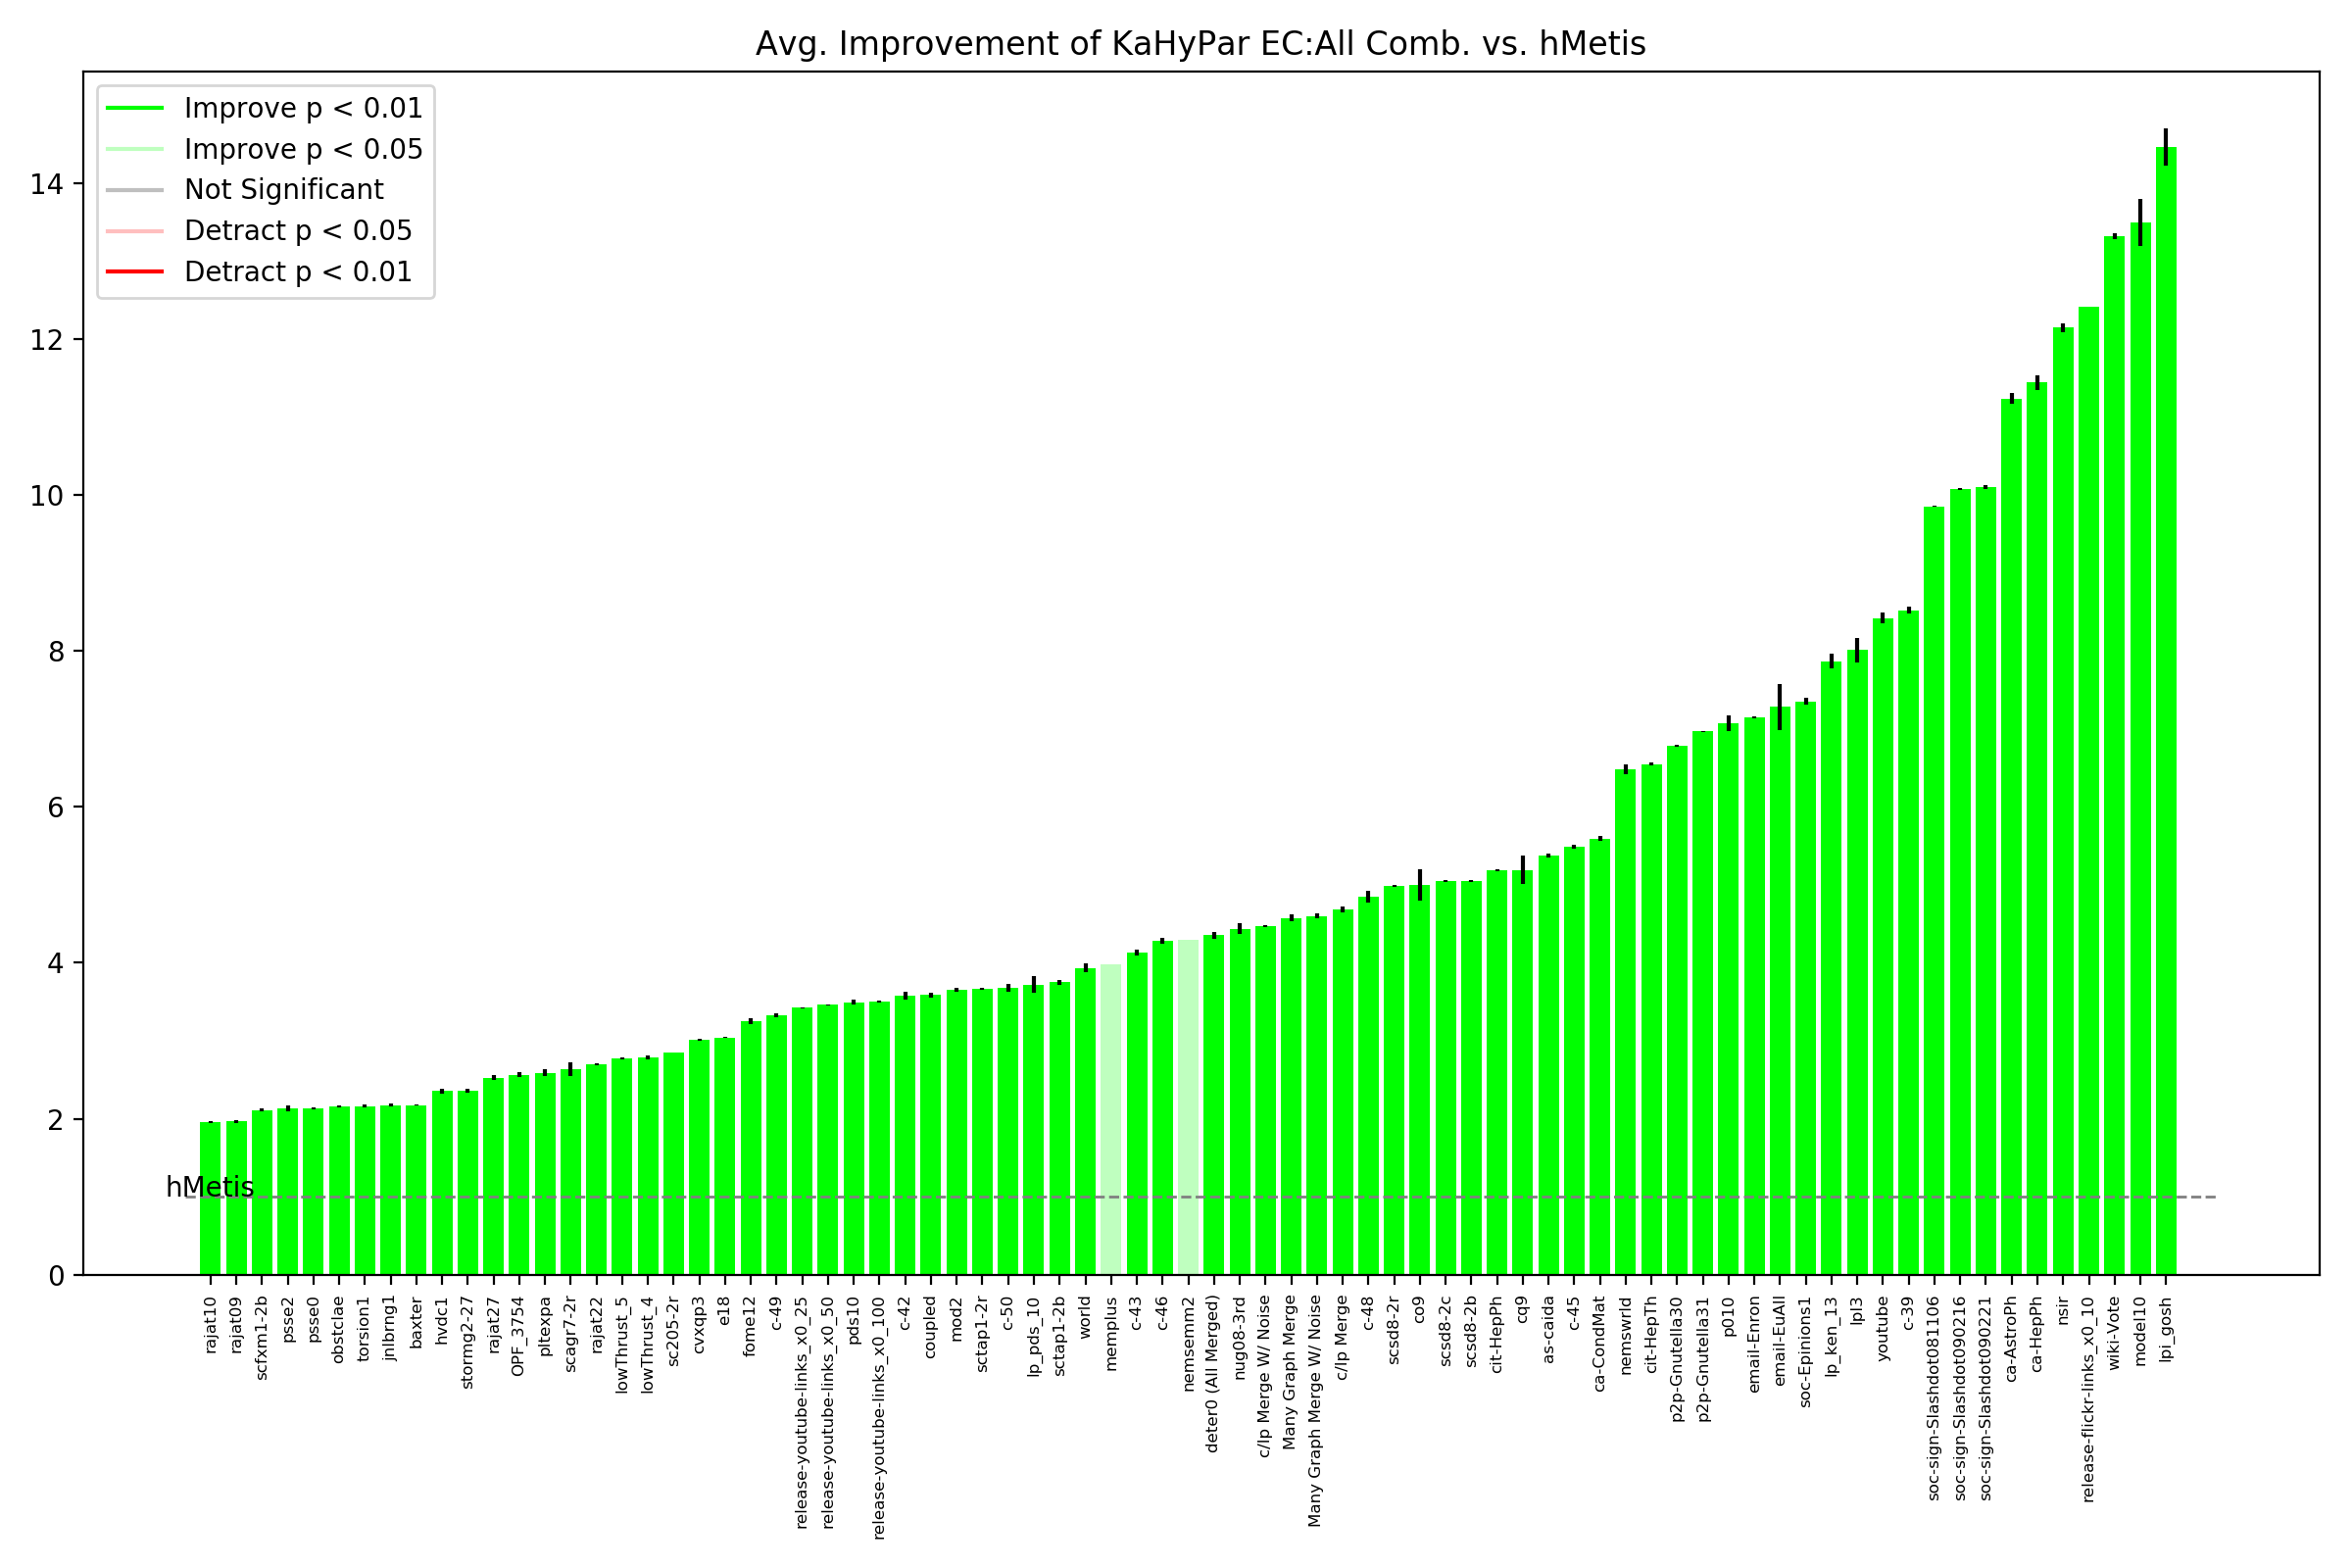 Avg. Improvement of KaHyPar EC:All Comb. vs. hMetis
Improve p < 0.01
Improve p < 0.05
Not Significant
Detract p < 0.05
Detract p < 0.01
14
12
10
8
6
4
2
0
hMetis
rajat10
rajat09
scfxm1-2b
psse2
psse0
obstclae
torsion1
jnlbrng1
baxter
hvdc1
stormg2-27
rajat27
OPF_3754
pltexpa
scagr7-2r
rajat22
lowThrust_5
lowThrust_4
sc205-2r
cvxqp3
e18
fome12
c-49
release-youtube-links_x0_25
release-youtube-links_x0_50
pds10
release-youtube-links_x0_100
c-42
coupled
mod2
sctap1-2r
c-50
lp_pds_10
sctap1-2b
world
memplus
c-43
c-46
nemsemm2
deter0 (All Merged)
nug08-3rd
c/lp Merge W/ Noise
Many Graph Merge
Many Graph Merge W/ Noise
c/lp Merge
c-48
scsd8-2r
co9
scsd8-2c
scsd8-2b
cit-HepPh
cq9
as-caida
c-45
ca-CondMat
nemswrld
cit-HepTh
p2p-Gnutella30
p2p-Gnutella31
p010
email-Enron
email-EuAll
soc-Epinions1
lp_ken_13
lpl3
youtube
c-39
soc-sign-Slashdot081106
soc-sign-Slashdot090216
soc-sign-Slashdot090221
ca-AstroPh
ca-HepPh
nsir
release-flickr-links_x0_10
wiki-Vote
model10
lpi_gosh